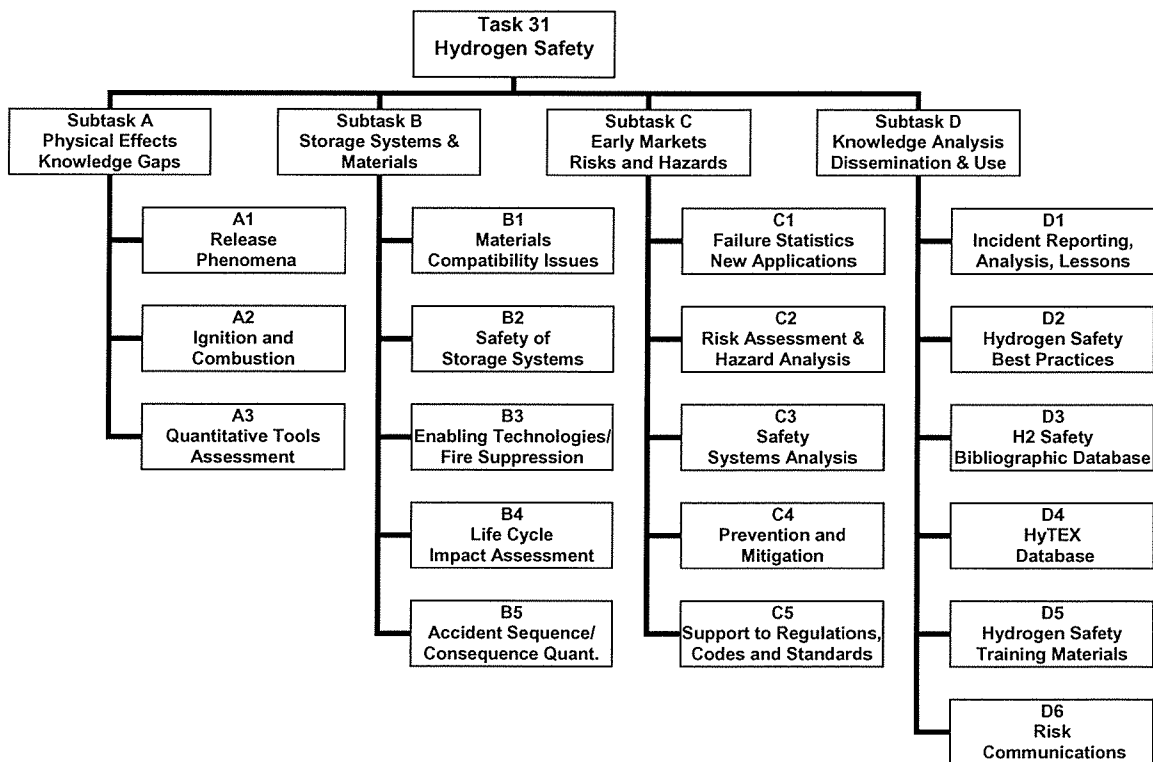 Task 31
Hydrogen Safety
Subtask A
Physical Effects
Knowledge Gaps
A1
Release
Phenomena
A2
Ignition and
Combustion
A3
Quantitative Tools
Assessment
Subtask B
Storage Systems &
Materials
B1
Materials
Compatibility Issues
B2
Safety of
Storage Systems
B3
Enabling Technologies/
Fire Suppression
B4
Life Cycle
Impact Assessment
B5
Accident Sequence/
Consequence Quant.
Subtask C
Early Markets
Risks and Hazards
C1
Failure Statistics
New Applications
C2
Risk Assessment &
Hazard Analysis
C3
Safety
Systems Analysis
C4
Prevention and
Mitigation
C5
Support to Regulations,
Codes and Standards
Subtask D
Knowledge Analysis
Dissemination & Use
D1
Incident Reporting,
Analysis, Lessons
D2
Hydrogen Safety
Best Practices
D3
H2 Safety
Bibliographic Database
D4
HyTEX
Database
D5
Hydrogen Safety
Training Materials
D6
Risk
Communications